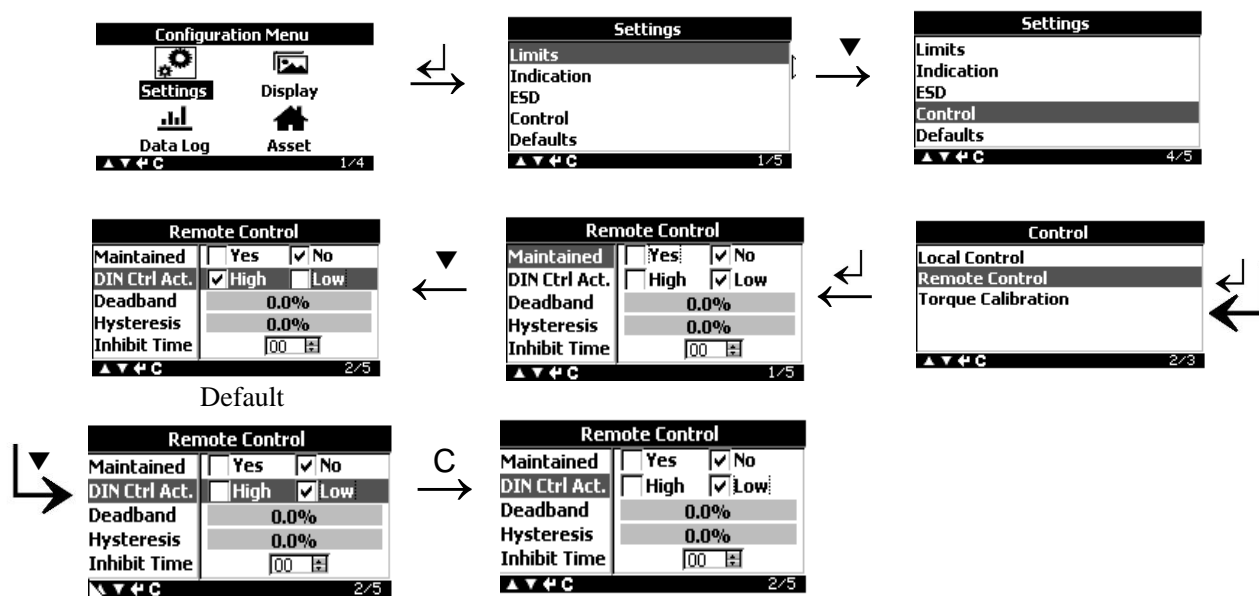 Configuration Menu
Settings
Display
Data Log
Asset
▲ ▼ ↵ C 1/4
↵
Settings
Limits
Indication
ESD
Control
Defaults
▲ ▼ ↵ C 1/5
▼
Settings
Limits
Indication
ESD
Control
Defaults
▲ ▼ ↵ C 4/5
↵
Control
Local Control
Remote Control
Torque Calibration
▲ ▼ ↵ C 2/3
↵
Remote Control
Maintained Yes No
DIN Ctrl Act. High Low
Deadband 0.0%
Hysteresis 0.0%
Inhibit Time 00
▲ ▼ ↵ C 1/5
▼
Remote Control
Maintained Yes No
DIN Ctrl Act. High Low
Deadband 0.0%
Hysteresis 0.0%
Inhibit Time 00
▲ ▼ ↵ C 2/5
Default
▼
Remote Control
Maintained Yes No
DIN Ctrl Act. High Low
Deadband 0.0%
Hysteresis 0.0%
Inhibit Time 00
▼ ↵ C 2/5
C
Remote Control
Maintained Yes No
DIN Ctrl Act. High Low
Deadband 0.0%
Hysteresis 0.0%
Inhibit Time 00
▲ ▼ ↵ C 2/5